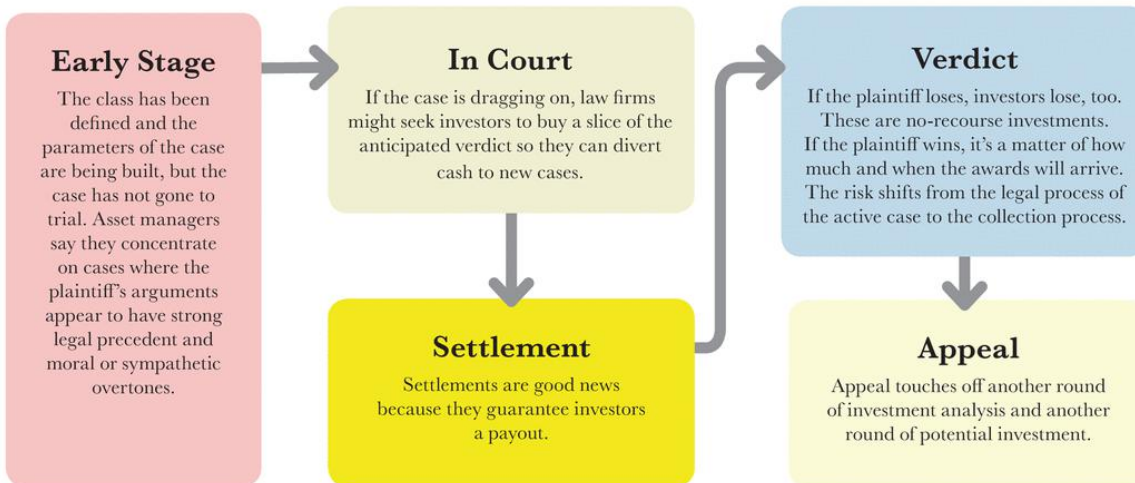 Early Stage
The class has been
defined and the
parameters of the case
are being built, but the
case has not gone to
trial. Asset managers
say they concentrate
on cases where the
plaintiff’s arguments
appear to have strong
legal precedent and
moral or sympathetic
overtones.
In Court
If the case is dragging on, law firms
might seek investors to buy a slice of the
anticipated verdict so they can divert
cash to new cases.
Settlement
Settlements are good news
because they guarantee investors
a payout.
Verdict
If the plaintiff loses, investors lose, too.
These are no-recourse investments.
If the plaintiff wins, it’s a matter of how
much and when the awards will arrive.
The risk shifts from the legal process of
the active case to the collection process.
Appeal
Appeal touches off another round
of investment analysis and another
round of potential investment.